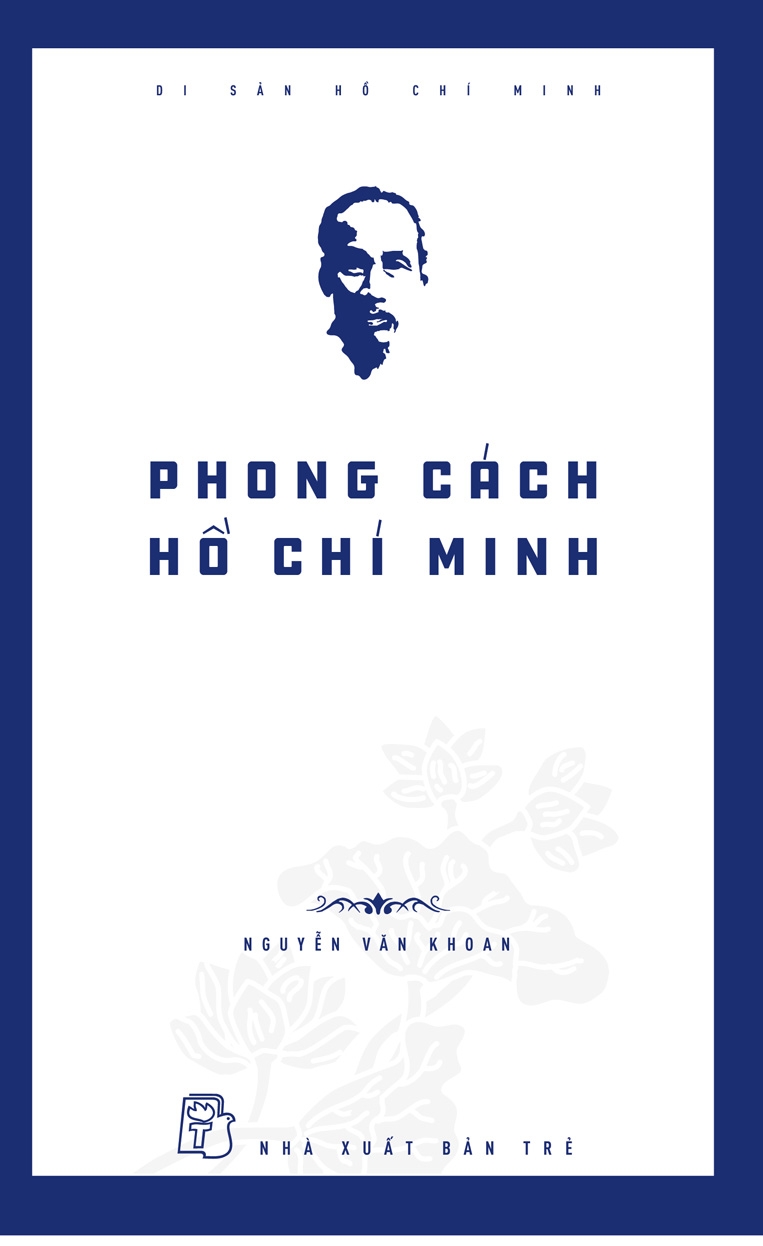 DI SẢN HỒ CHÍ MINH
PHONG CÁCH
HỒ CHÍ MINH
NGUYỄN VĂN KHOAN
T
NHÀ XUẤT BẢN TRẺ